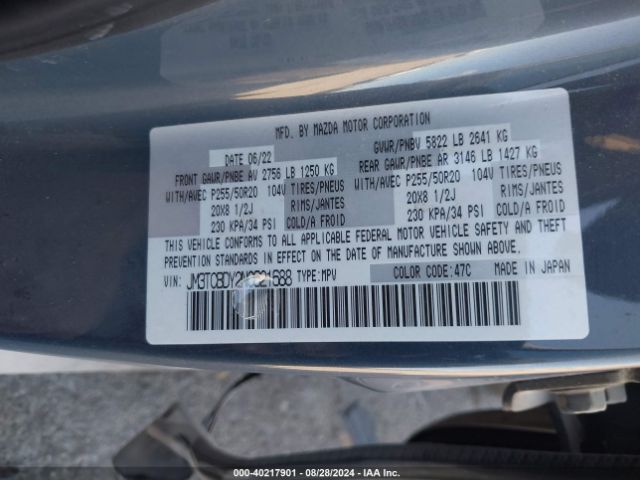 MFD. BY MAZDA MOTOR CORPORATION
DATE 06/22
GVWR/PNBV 5822 LB 2641 KG
FRONT GAWR/PNBE AV 2756 LB 1250 KG
REAR GAWR/PNBE AR 3146 LB 1427 KG
WITH/AVEC P255/50R20 104V TIRES/PNEUS
WITH/AVEC P255/50R20 104V TIRES/PNEUS
20X8 1/2J RIMS/JANTES
20X8 1/2J RIMS/JANTES
230 KPA/34 PSI COLD/A FROID
230 KPA/34 PSI COLD/A FROID
THIS VEHICLE CONFORMS TO ALL APPLICABLE FEDERAL MOTOR VEHICLE SAFETY AND THEFT
PREVENTION STANDARDS IN EFFECT ON THE DATE OF MANUFACTURE SHOWN ABOVE.
VIN: TYPE:MPV COLOR CODE:47C MADE IN JAPAN
000-40217901 - 08/28/2024 - IAA Inc.